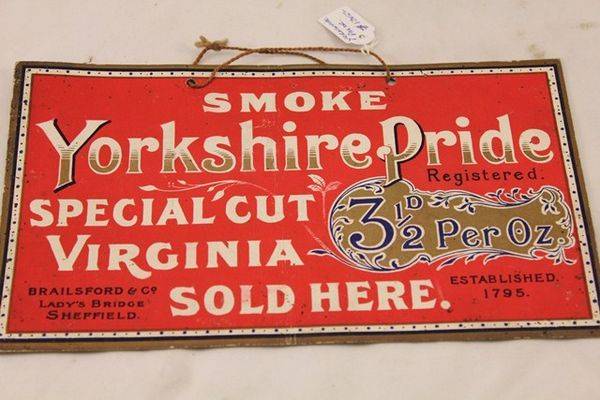 SMOKE
Yorkshire Pride
Registered.
SPECIAL CUT
3½D Per Oz
VIRGINIA
SOLD HERE.
BRAILSFORD & Co
LADY'S BRIDGE
SHEFFIELD.
ESTABLISHED.
1795.